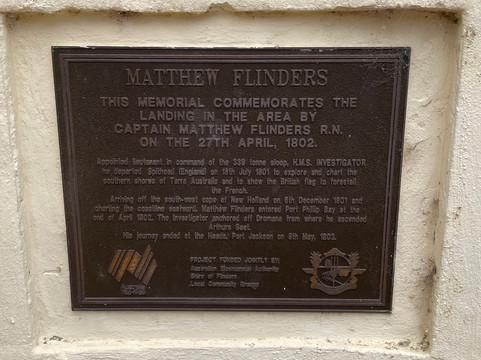 MATTHEW FLINDERS
THIS MEMORIAL COMMEMORATES THE
LANDING IN THE AREA BY
CAPTAIN MATTHEW FLINDERS R.N.
ON THE 27TH APRIL, 1802.
Appointed lieutenant in command of the 339 tonne sloop, H.M.S. INVESTIGATOR
he departed Spithead (England) on 18th July 1801 to explore and chart the
southern shores of Terra Australis and to show the British flag to forestall
the French.
Arriving off the south-west cape of New Holland on 6th December 1801 and
charting the coastline eastward, Matthew Flinders entered Port Phillip Bay at the
end of April 1802. The Investigator anchored off Dromana from where he ascended
Arthurs Seat.
His journey ended at the Heads, Port Jackson on 9th May, 1802.
PROJECT FUNDED JOINTLY BY:
Australian Bicentennial Authority
Shire of Flinders
Local Community Groups
Australia
1788-1988